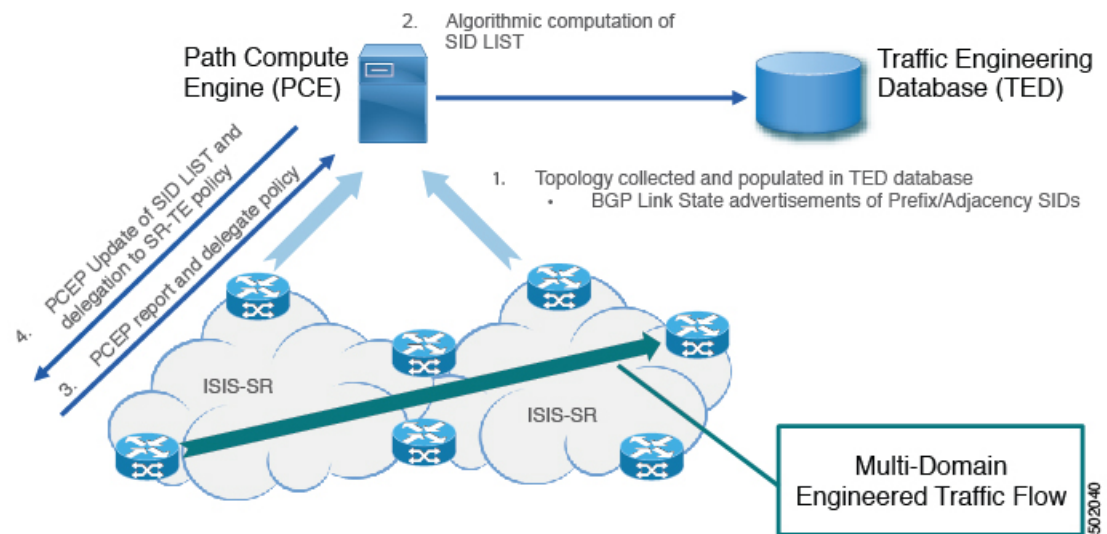 2. Algorithmic computation of
SID LIST
Path Compute
Engine (PCE)
Traffic Engineering
Database (TED)
1. Topology collected and populated in TED database
• BGP Link State advertisements of Prefix/Adjacency SIDs
4. PCEP Update of SID LIST and
delegation to SR-TE policy
3. PCEP report and delegate policy
ISIS-SR
ISIS-SR
Multi-Domain
Engineered Traffic Flow
502040